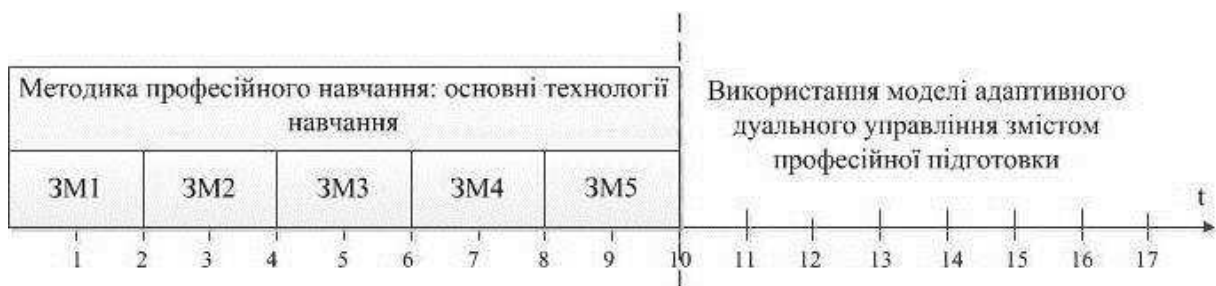 Методика професійного навчання: основні технології
навчання
Використання моделі адаптивного
дуального управління змістом
професійної підготовки
ЗМ1 ЗМ2 ЗМ3 ЗМ4 ЗМ5
t
1 2 3 4 5 6 7 8 9 10 11 12 13 14 15 16 17